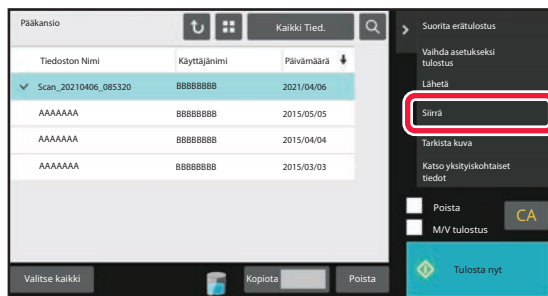 Pääkansio
Kaikki Tied.
Tiedoston Nimi Käyttäjänimi Päivämäärä
Scan_20210406_085320 BBBBBBBB 2021/04/06
AAAAAAA BBBBBBBB 2015/05/05
AAAAAAA BBBBBBBB 2015/04/04
AAAAAAA BBBBBBBB 2015/03/03
Valitse kaikki
Kopiota
Poista
Suorita erätulostus
Vaihda asetukseksi
tulostus
Lähetä
Siirrä
Tarkista kuva
Katso yksityiskohtaiset
tiedot
Poista
M/V tulostus
CA
Tulosta nyt